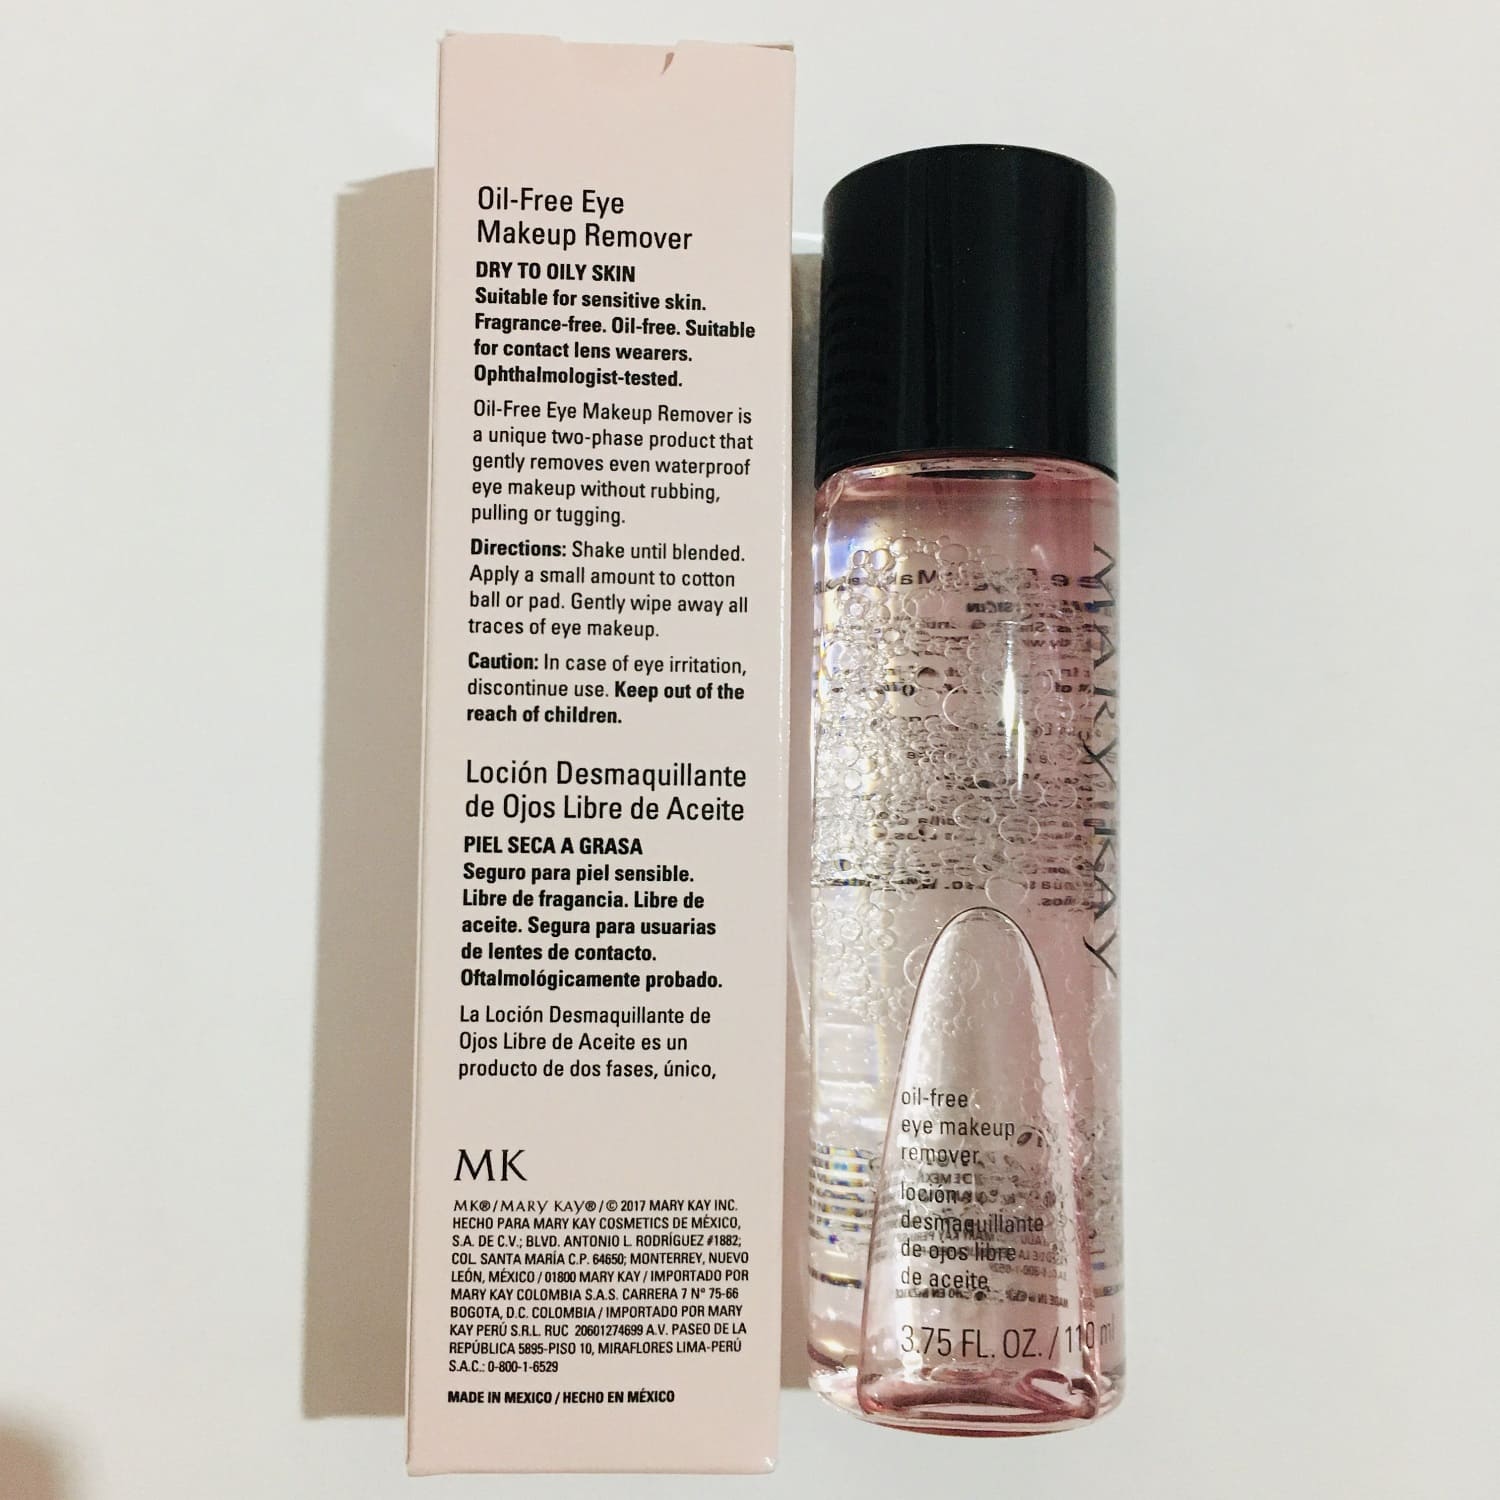 Oil-Free Eye
Makeup Remover
DRY TO OILY SKIN
Suitable for sensitive skin.
Fragrance-free. Oil-free. Suitable
for contact lens wearers.
Ophthalmologist-tested.
Oil-Free Eye Makeup Remover is
a unique two-phase product that
gently removes even waterproof
eye makeup without rubbing,
pulling or tugging.
Directions: Shake until blended.
Apply a small amount to cotton
ball or pad. Gently wipe away all
traces of eye makeup.
Caution: In case of eye irritation,
discontinue use. Keep out of the
reach of children.
Loción Desmaquillante
de Ojos Libre de Aceite
PIEL SECA A GRASA
Seguro para piel sensible.
Libre de fragancia. Libre de
aceite. Segura para usuarias
de lentes de contacto.
Oftalmológicamente probado.
La Loción Desmaquillante de
Ojos Libre de Aceite es un
producto de dos fases, único,
MK
MK®/MARY KAY®/© 2017 MARY KAY INC.
HECHO PARA MARY KAY COSMETICS DE MÉXICO,
S.A. DE C.V.; BLVD. ANTONIO L. RODRÍGUEZ #1882;
COL. SANTA MARÍA C.P. 64650; MONTERREY, NUEVO
LEÓN, MÉXICO / 01800 MARY KAY / IMPORTADO POR
MARY KAY COLOMBIA S.A.S. CARRERA 7 N° 75-66
BOGOTA, D.C. COLOMBIA / IMPORTADO POR MARY
KAY PERÚ S.R.L. RUC 20601274699 A.V. PASEO DE LA
REPÚBLICA 5895-PISO 10, MIRAFLORES LIMA-PERÚ
S.A.C.: 0-800-1-6529
MADE IN MEXICO / HECHO EN MÉXICO
MARY KAY
oil-free
eye makeup
remover
loción
desmaquillante
de ojos libre
de aceite
3.75 FL. OZ. / 110 ml